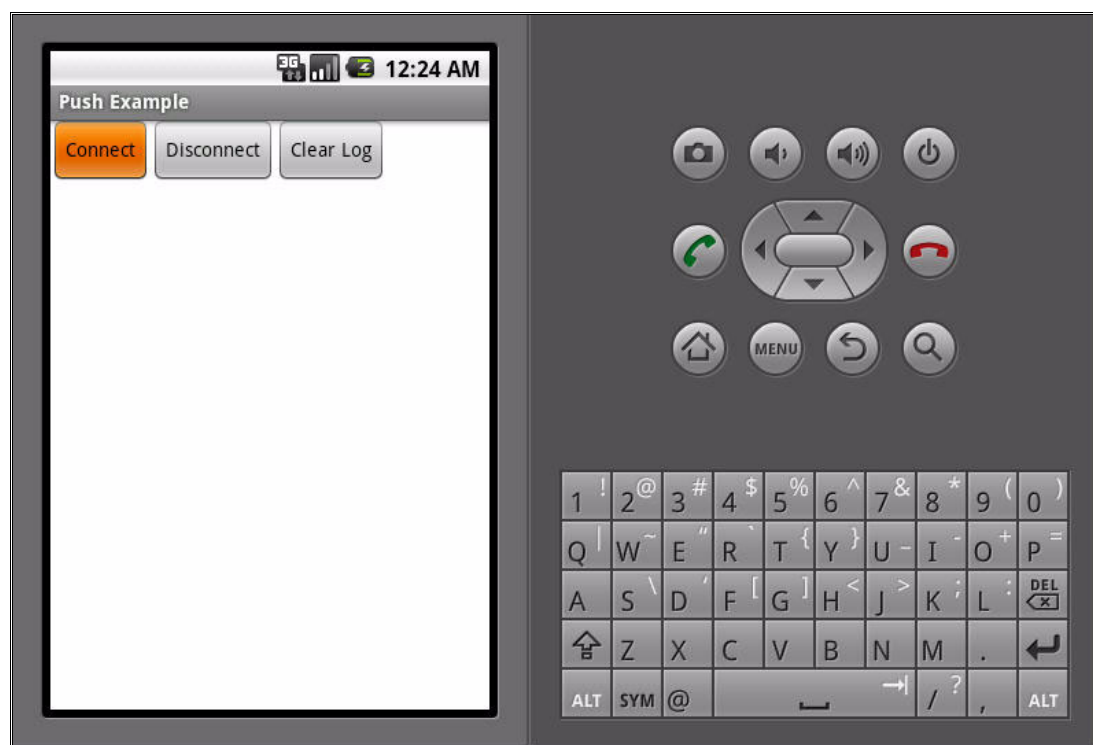 3G 12:24 AM
Push Example
Connect Disconnect Clear Log
MENU
1 ! 2 @ 3 # 4 $ 5 % 6 ^ 7 & 8 * 9 ( 0 )
Q | W ~ E " R ` T { Y } U _ I - O + P =
A S \ D ' F [ G ] H < J > K ; L : DEL
Z X C V B N M .
ALT SYM @ / ? , ALT